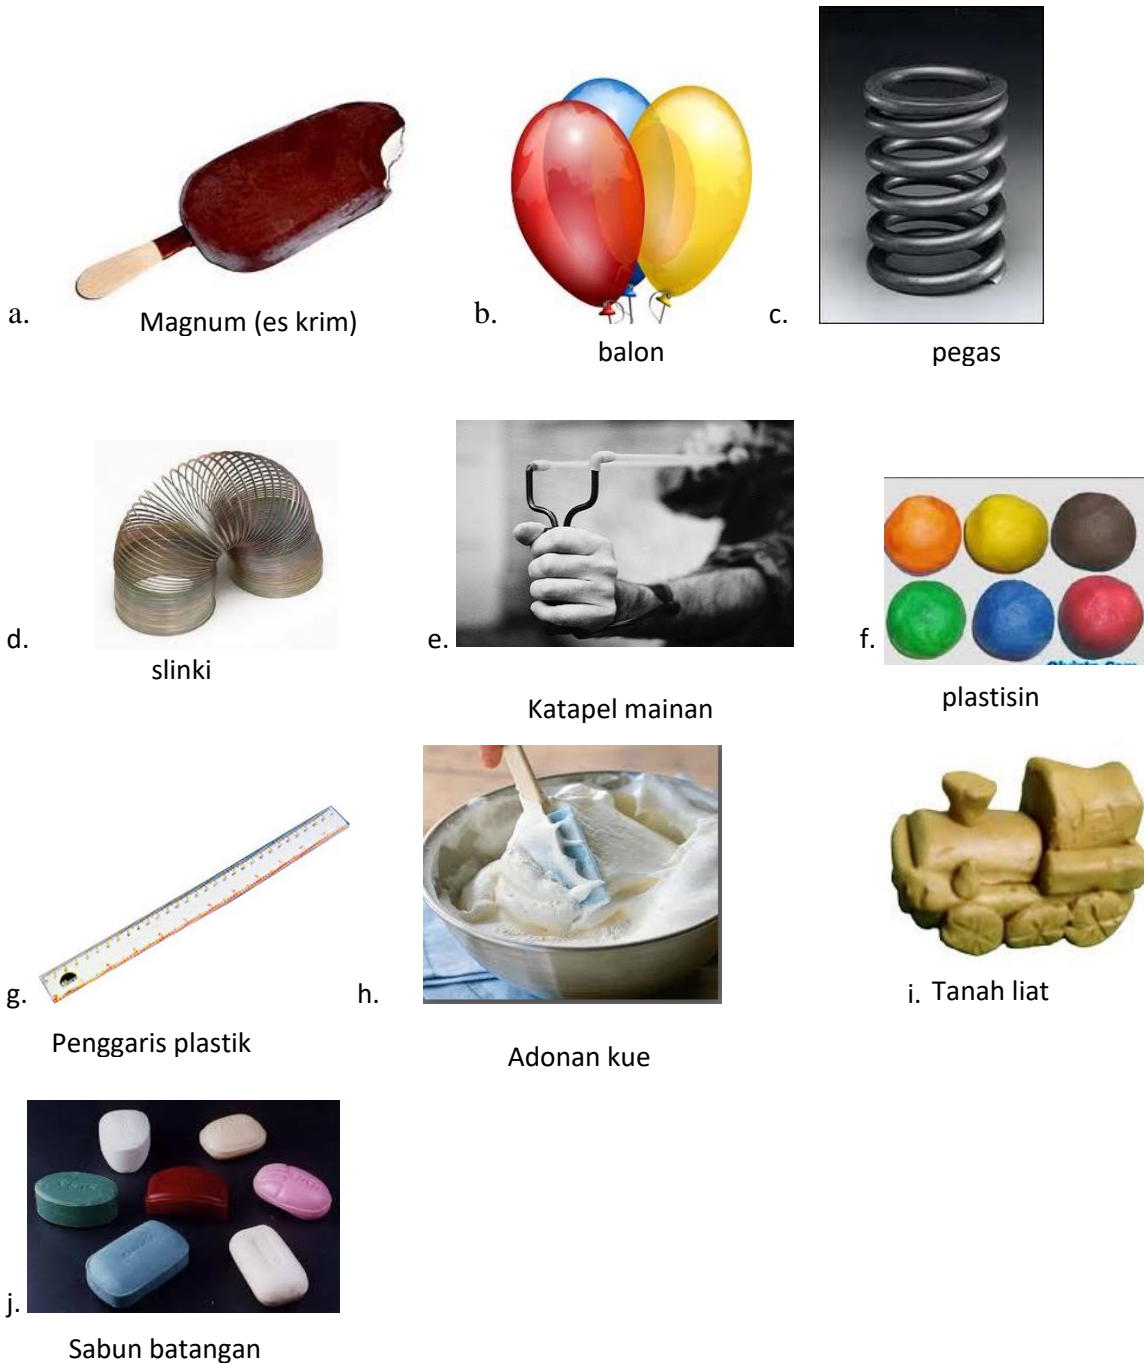 a.
Magnum (es krim)
b.
balon
c.
pegas
d.
slinki
e.
Katapel mainan
f.
plastisin
g.
Penggaris plastik
h.
Adonan kue
i. Tanah liat
j.
Sabun batangan